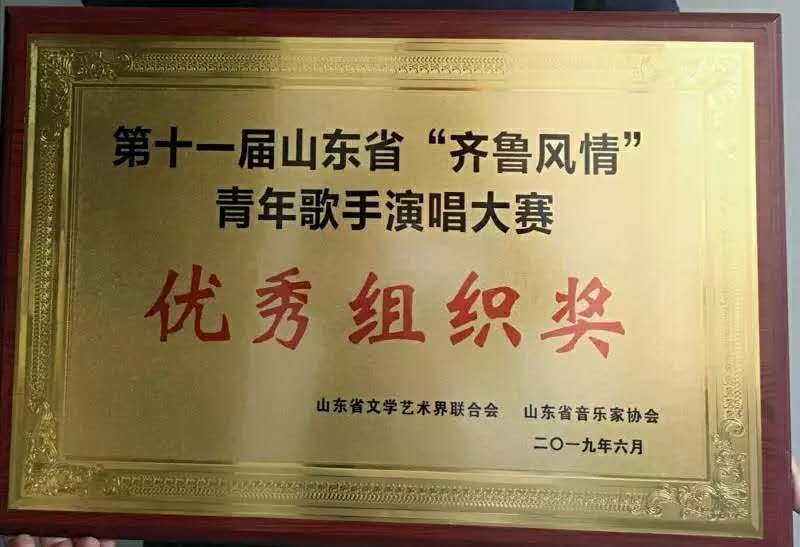 第十一届山东省“齐鲁风情”
青年歌手演唱大赛
优秀组织奖
山东省文学艺术界联合会 山东省音乐家协会
二〇一九年六月